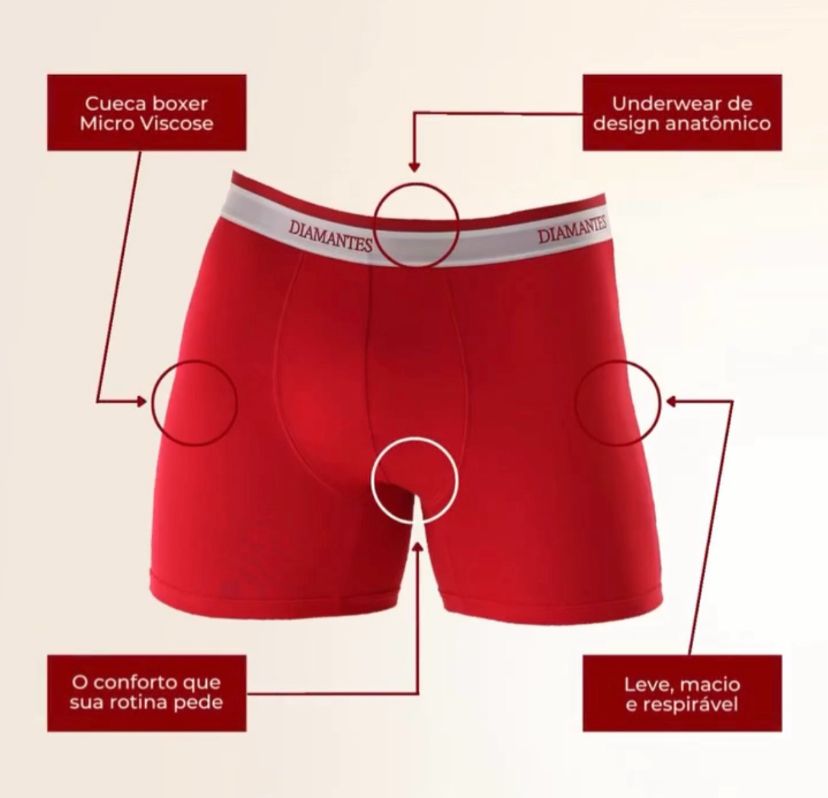 Cueca boxer
Micro Viscose
Underwear de
design anatômico
DIAMANTES
DIAMANTES
O conforto que
sua rotina pede
Leve, macio
e respirável